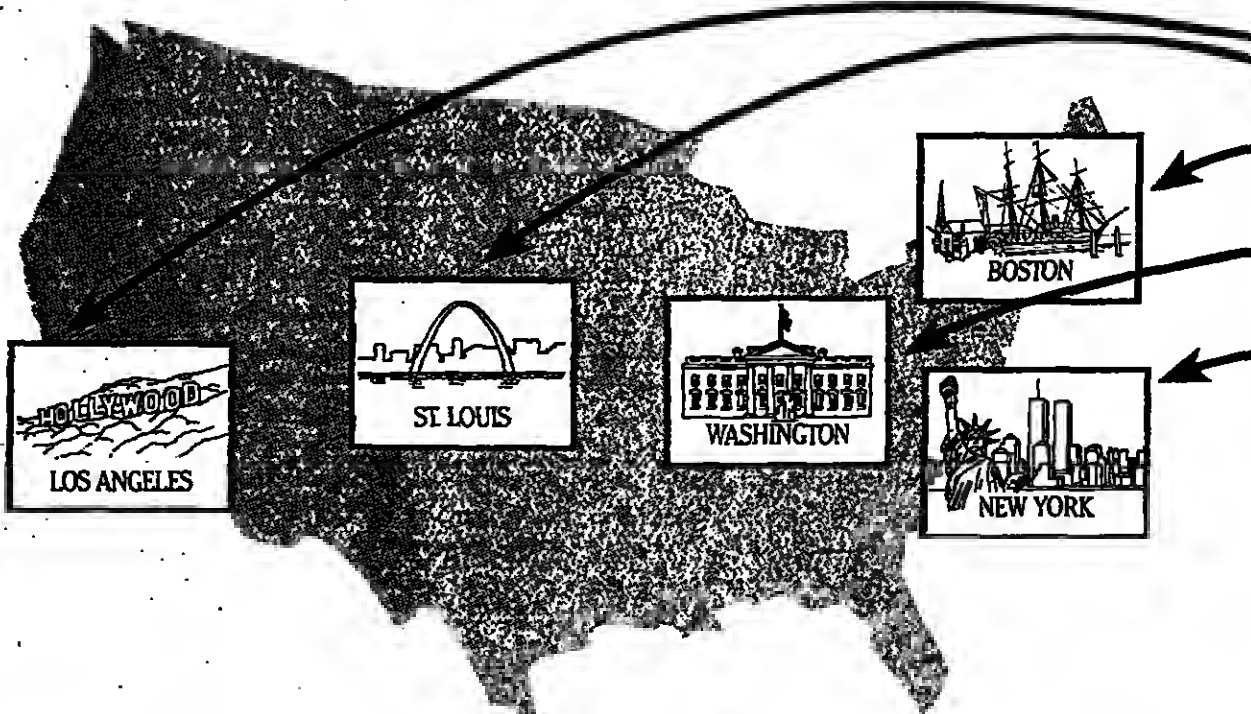 BOSTON
HOLLYWOOD
LOS ANGELES
ST. LOUIS
WASHINGTON
NEW YORK